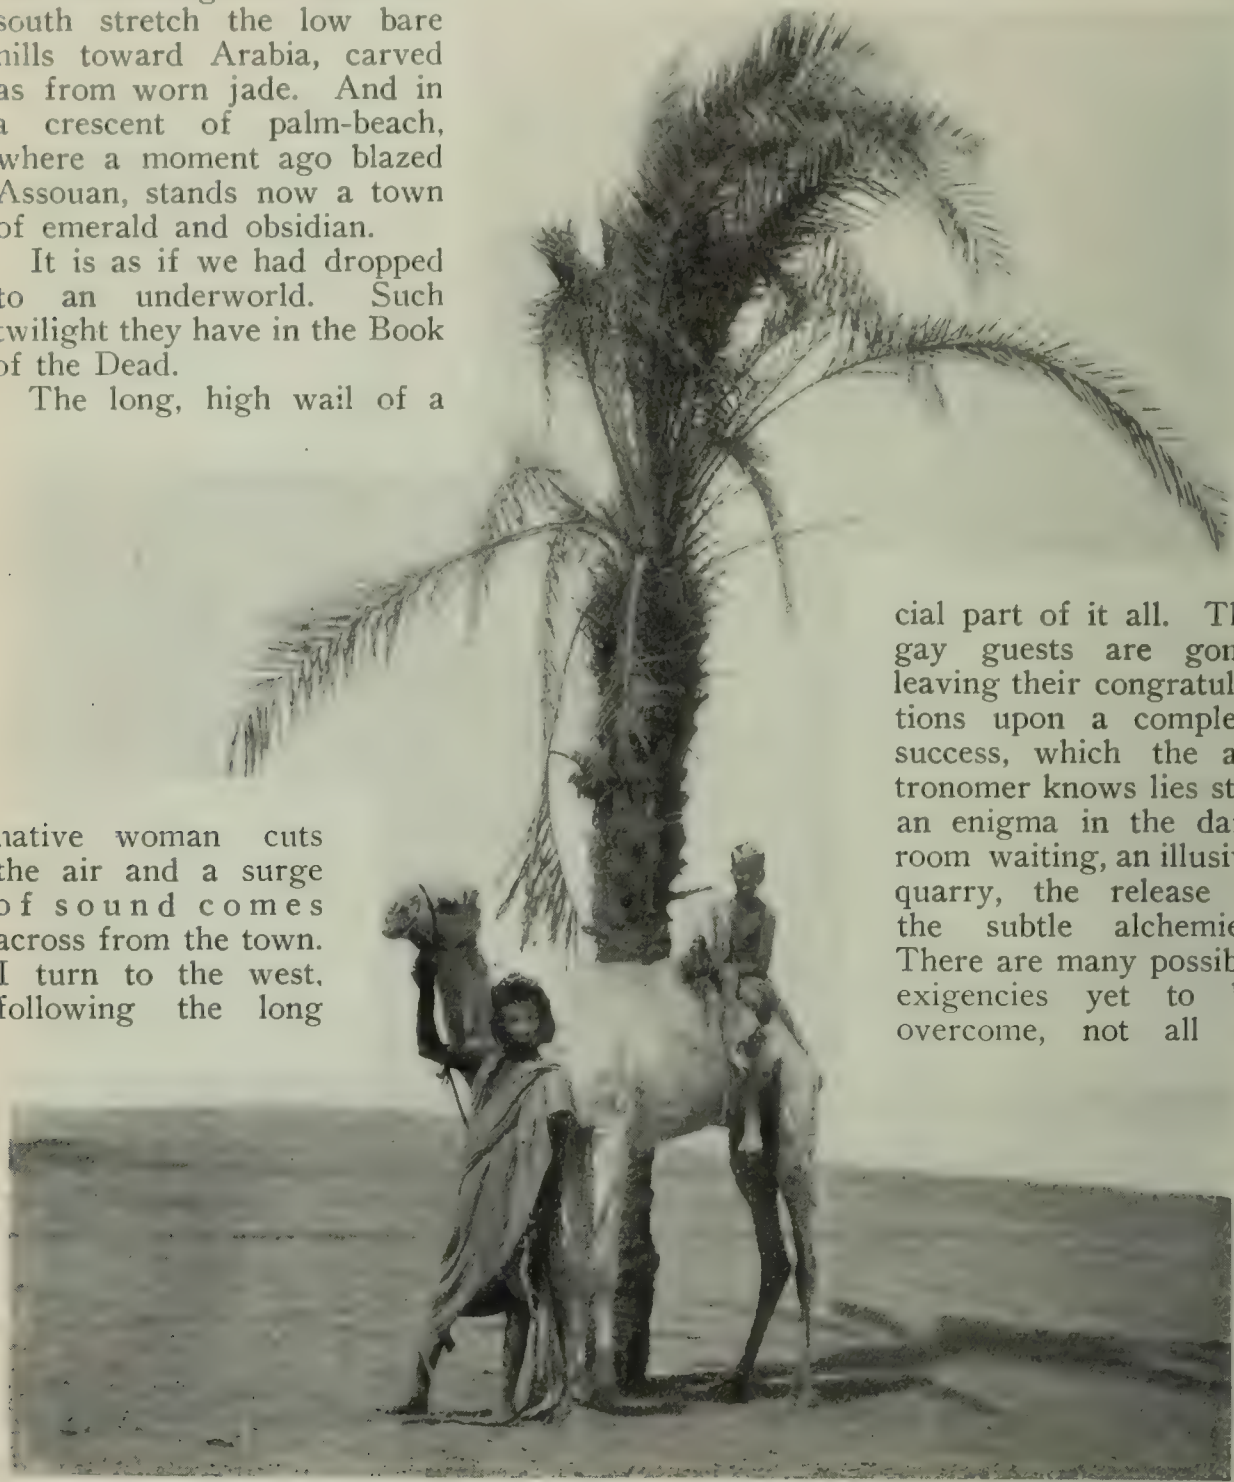 south stretch the low bare
hills toward Arabia, carved
as from worn jade. And in
a crescent of palm-beach,
where a moment ago blazed
Assouan, stands now a town
of emerald and obsidian.
It is as if we had dropped
to an underworld. Such
twilight they have in the Book
of the Dead.
The long, high wail of a
native woman cuts
the air and a surge
of sound comes
across from the town.
I turn to the west,
following the long
cial part of it all.
gay guests are
leaving their
tions upon a
success, which the
tronomer knows lies
an enigma in the
room waiting, an
quarry, the release
the subtle
There are many
exigencies yet to
overcome, not all